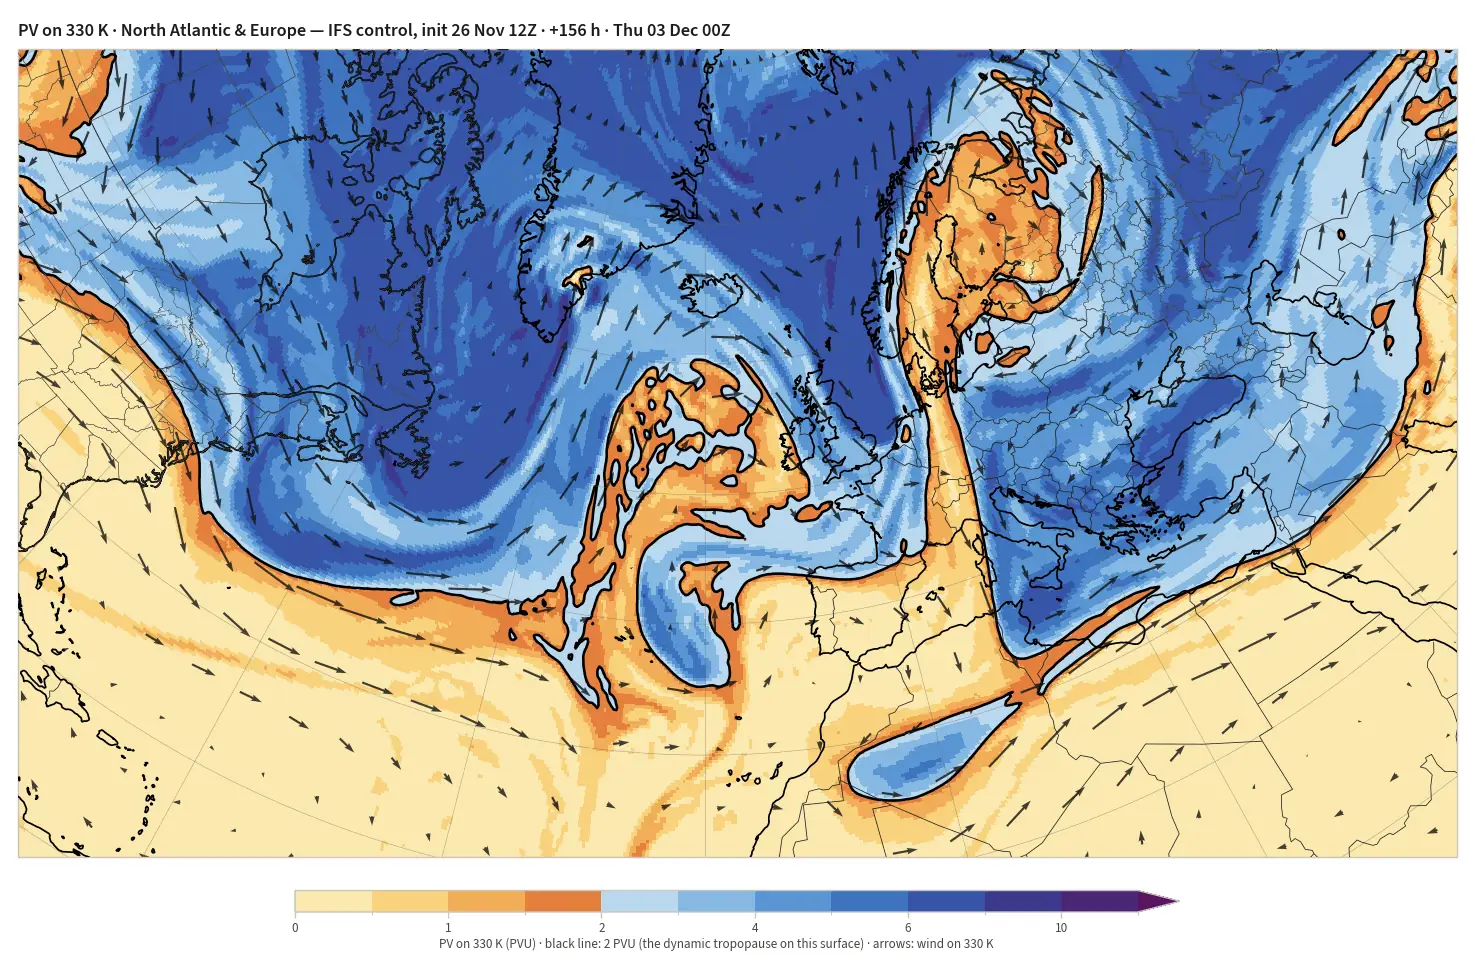 PV on 330 K · North Atlantic & Europe — IFS control, init 26 Nov 12Z · +156 h · Thu 03 Dec 00Z
0 1 2 4 6 10
PV on 330 K (PVU) · black line: 2 PVU (the dynamic tropopause on this surface) · arrows: wind on 330 K